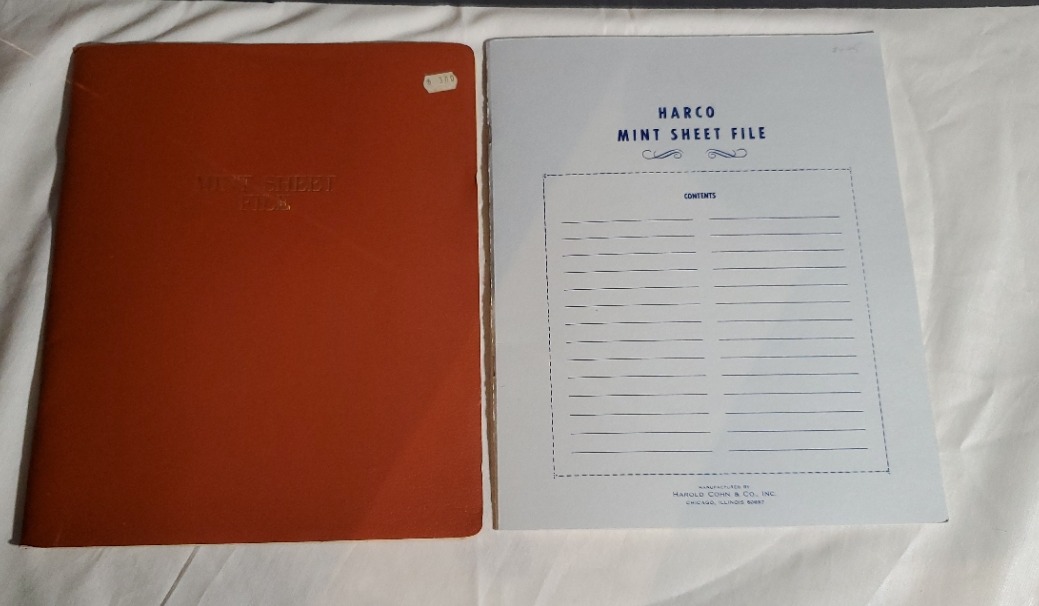 MINT SHEET
FILE
HARCO
MINT SHEET FILE
CONTENTS
MANUFACTURED BY
HAROLD COHN & CO., INC.
CHICAGO, ILLINOIS